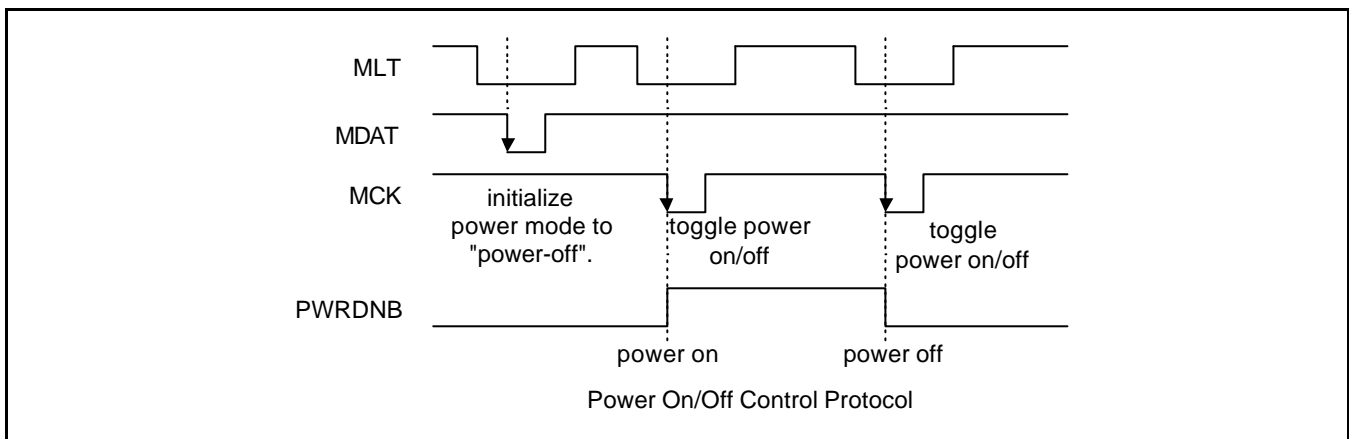 MLT
MDAT
MCK
initialize
power mode to
"power-off".
toggle power
on/off
toggle
power on/off
PWRDNB
power on
power off
Power On/Off Control Protocol